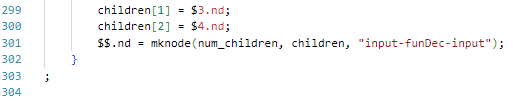 299 children[1] = $3.nd;
300 children[2] = $4.nd;
301 $$.nd = mknode(num_children, children, "input-funDec-input");
302 }
303 ;
304